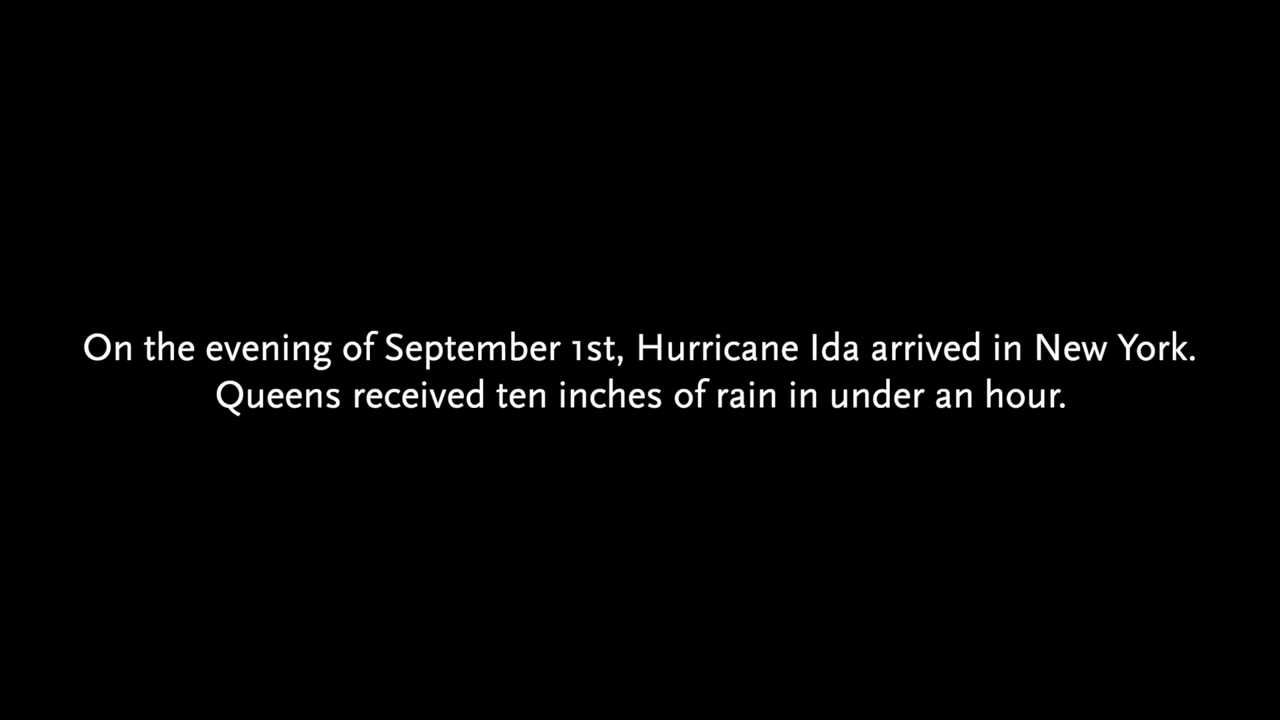 On the evening of September 1st, Hurricane Ida arrived in New York.
Queens received ten inches of rain in under an hour.